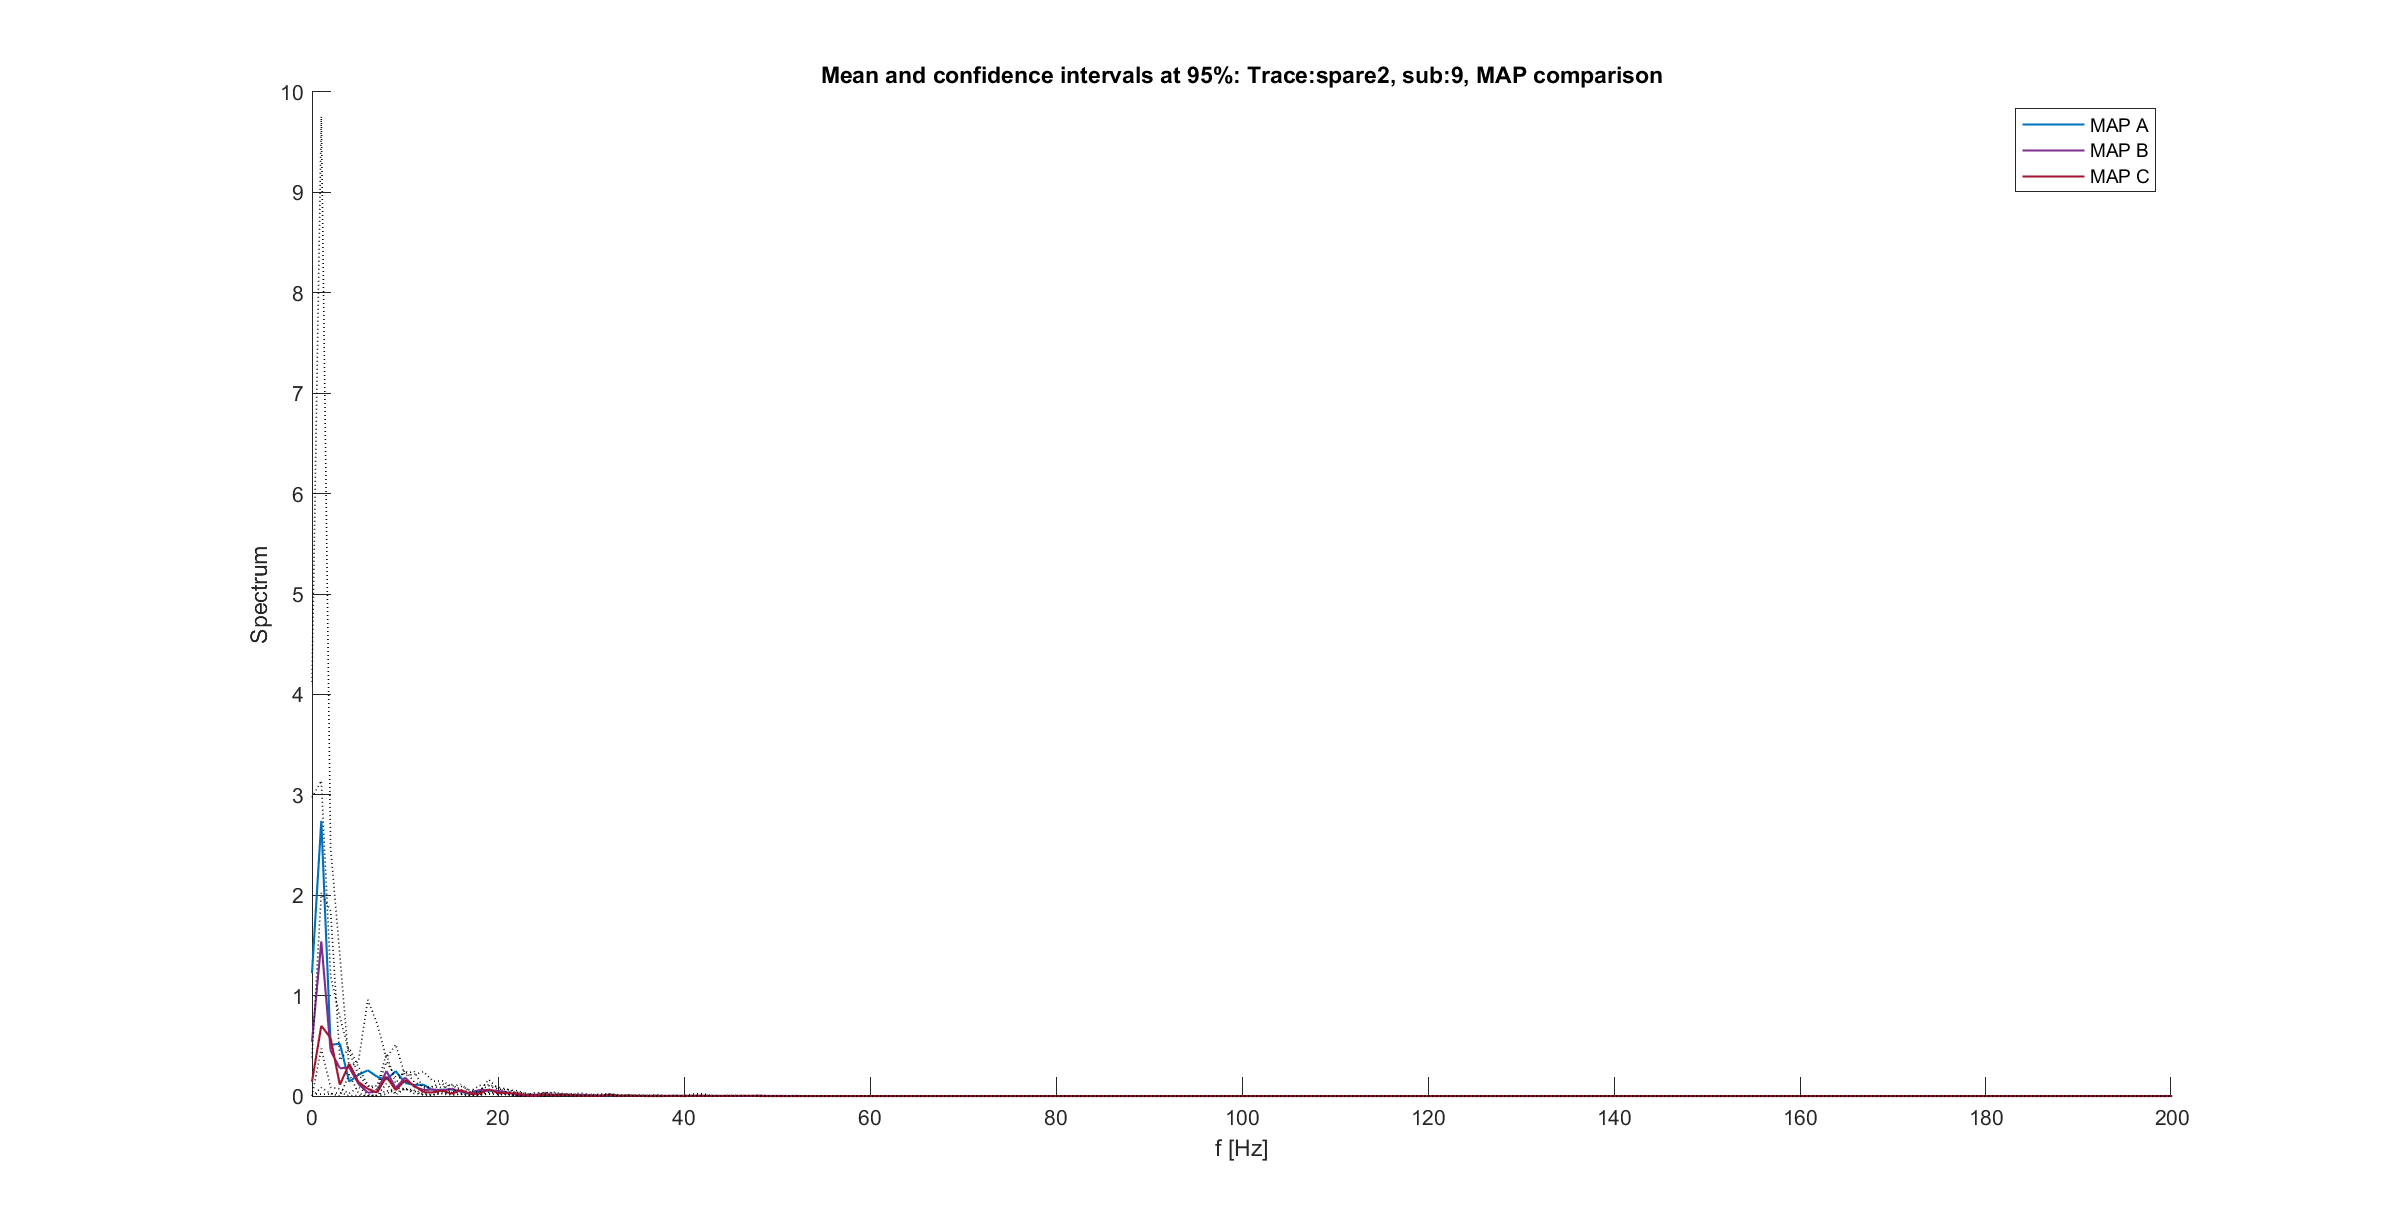 Mean and confidence intervals at 95%: Trace:spare2, sub:9, MAP comparison
MAP A
MAP B
MAP C
10
9
8
7
6
5
4
3
2
1
0
Spectrum
0 20 40 60 80 100 120 140 160 180 200
f [Hz]